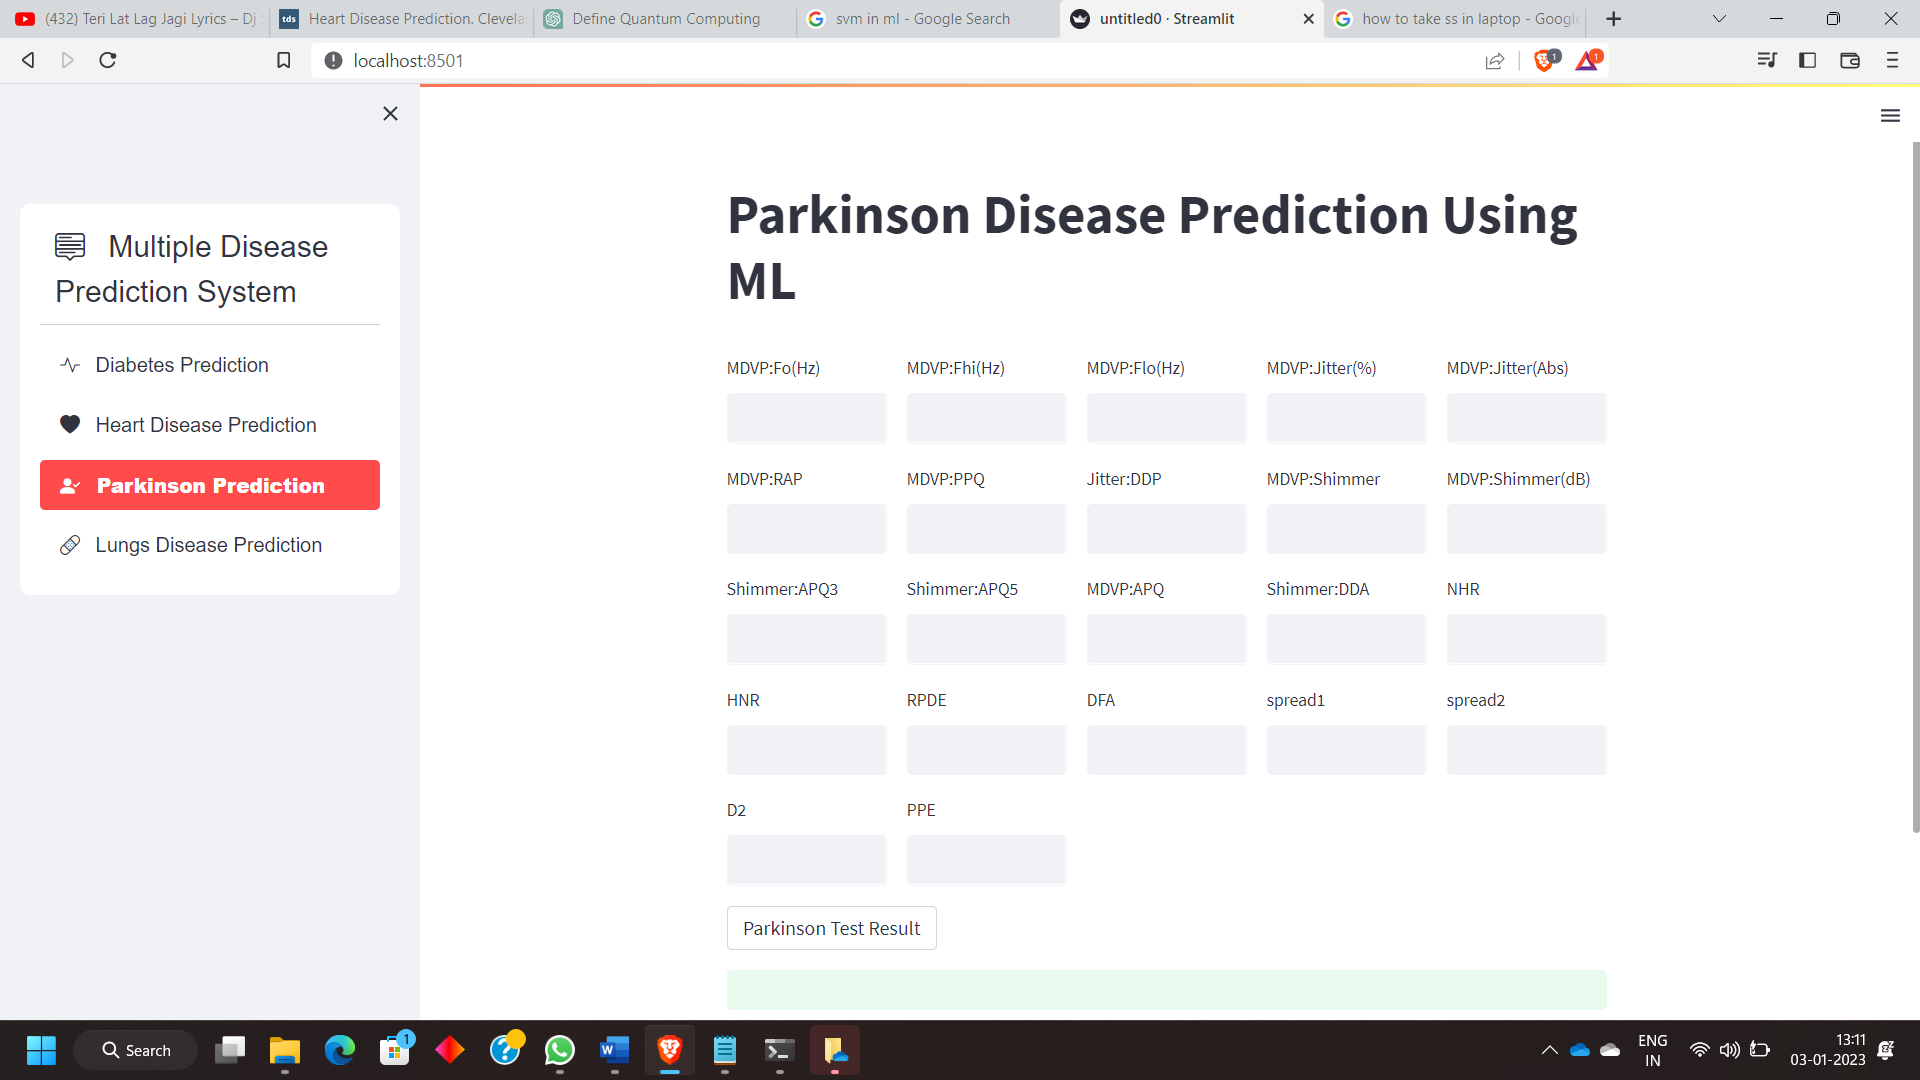 (432) Teri Lat Lag Jagi Lyrics – Dj
tds Heart Disease Prediction. Clevela
Define Quantum Computing
svm in ml - Google Search
untitled0 · Streamlit
how to take ss in laptop - Google
localhost:8501
1
1
Multiple Disease
Prediction System
Diabetes Prediction
Heart Disease Prediction
Parkinson Prediction
Lungs Disease Prediction
Parkinson Disease Prediction Using
ML
MDVP:Fo(Hz) MDVP:Fhi(Hz) MDVP:Flo(Hz) MDVP:Jitter(%) MDVP:Jitter(Abs)
MDVP:RAP MDVP:PPQ Jitter:DDP MDVP:Shimmer MDVP:Shimmer(dB)
Shimmer:APQ3 Shimmer:APQ5 MDVP:APQ Shimmer:DDA NHR
HNR RPDE DFA spread1 spread2
D2 PPE
Parkinson Test Result
Search
1
ENG
IN
13:11
03-01-2023